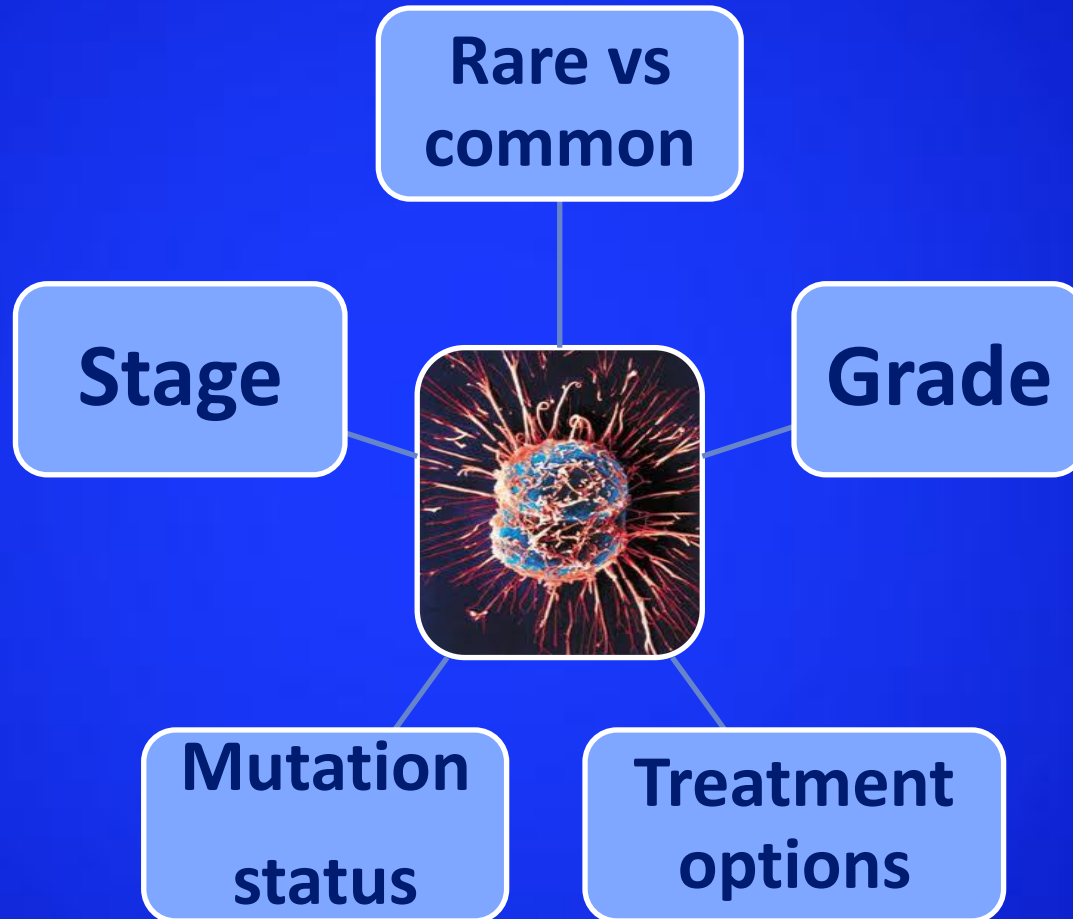 Rare vs
common
Stage
Grade
Mutation
status
Treatment
options